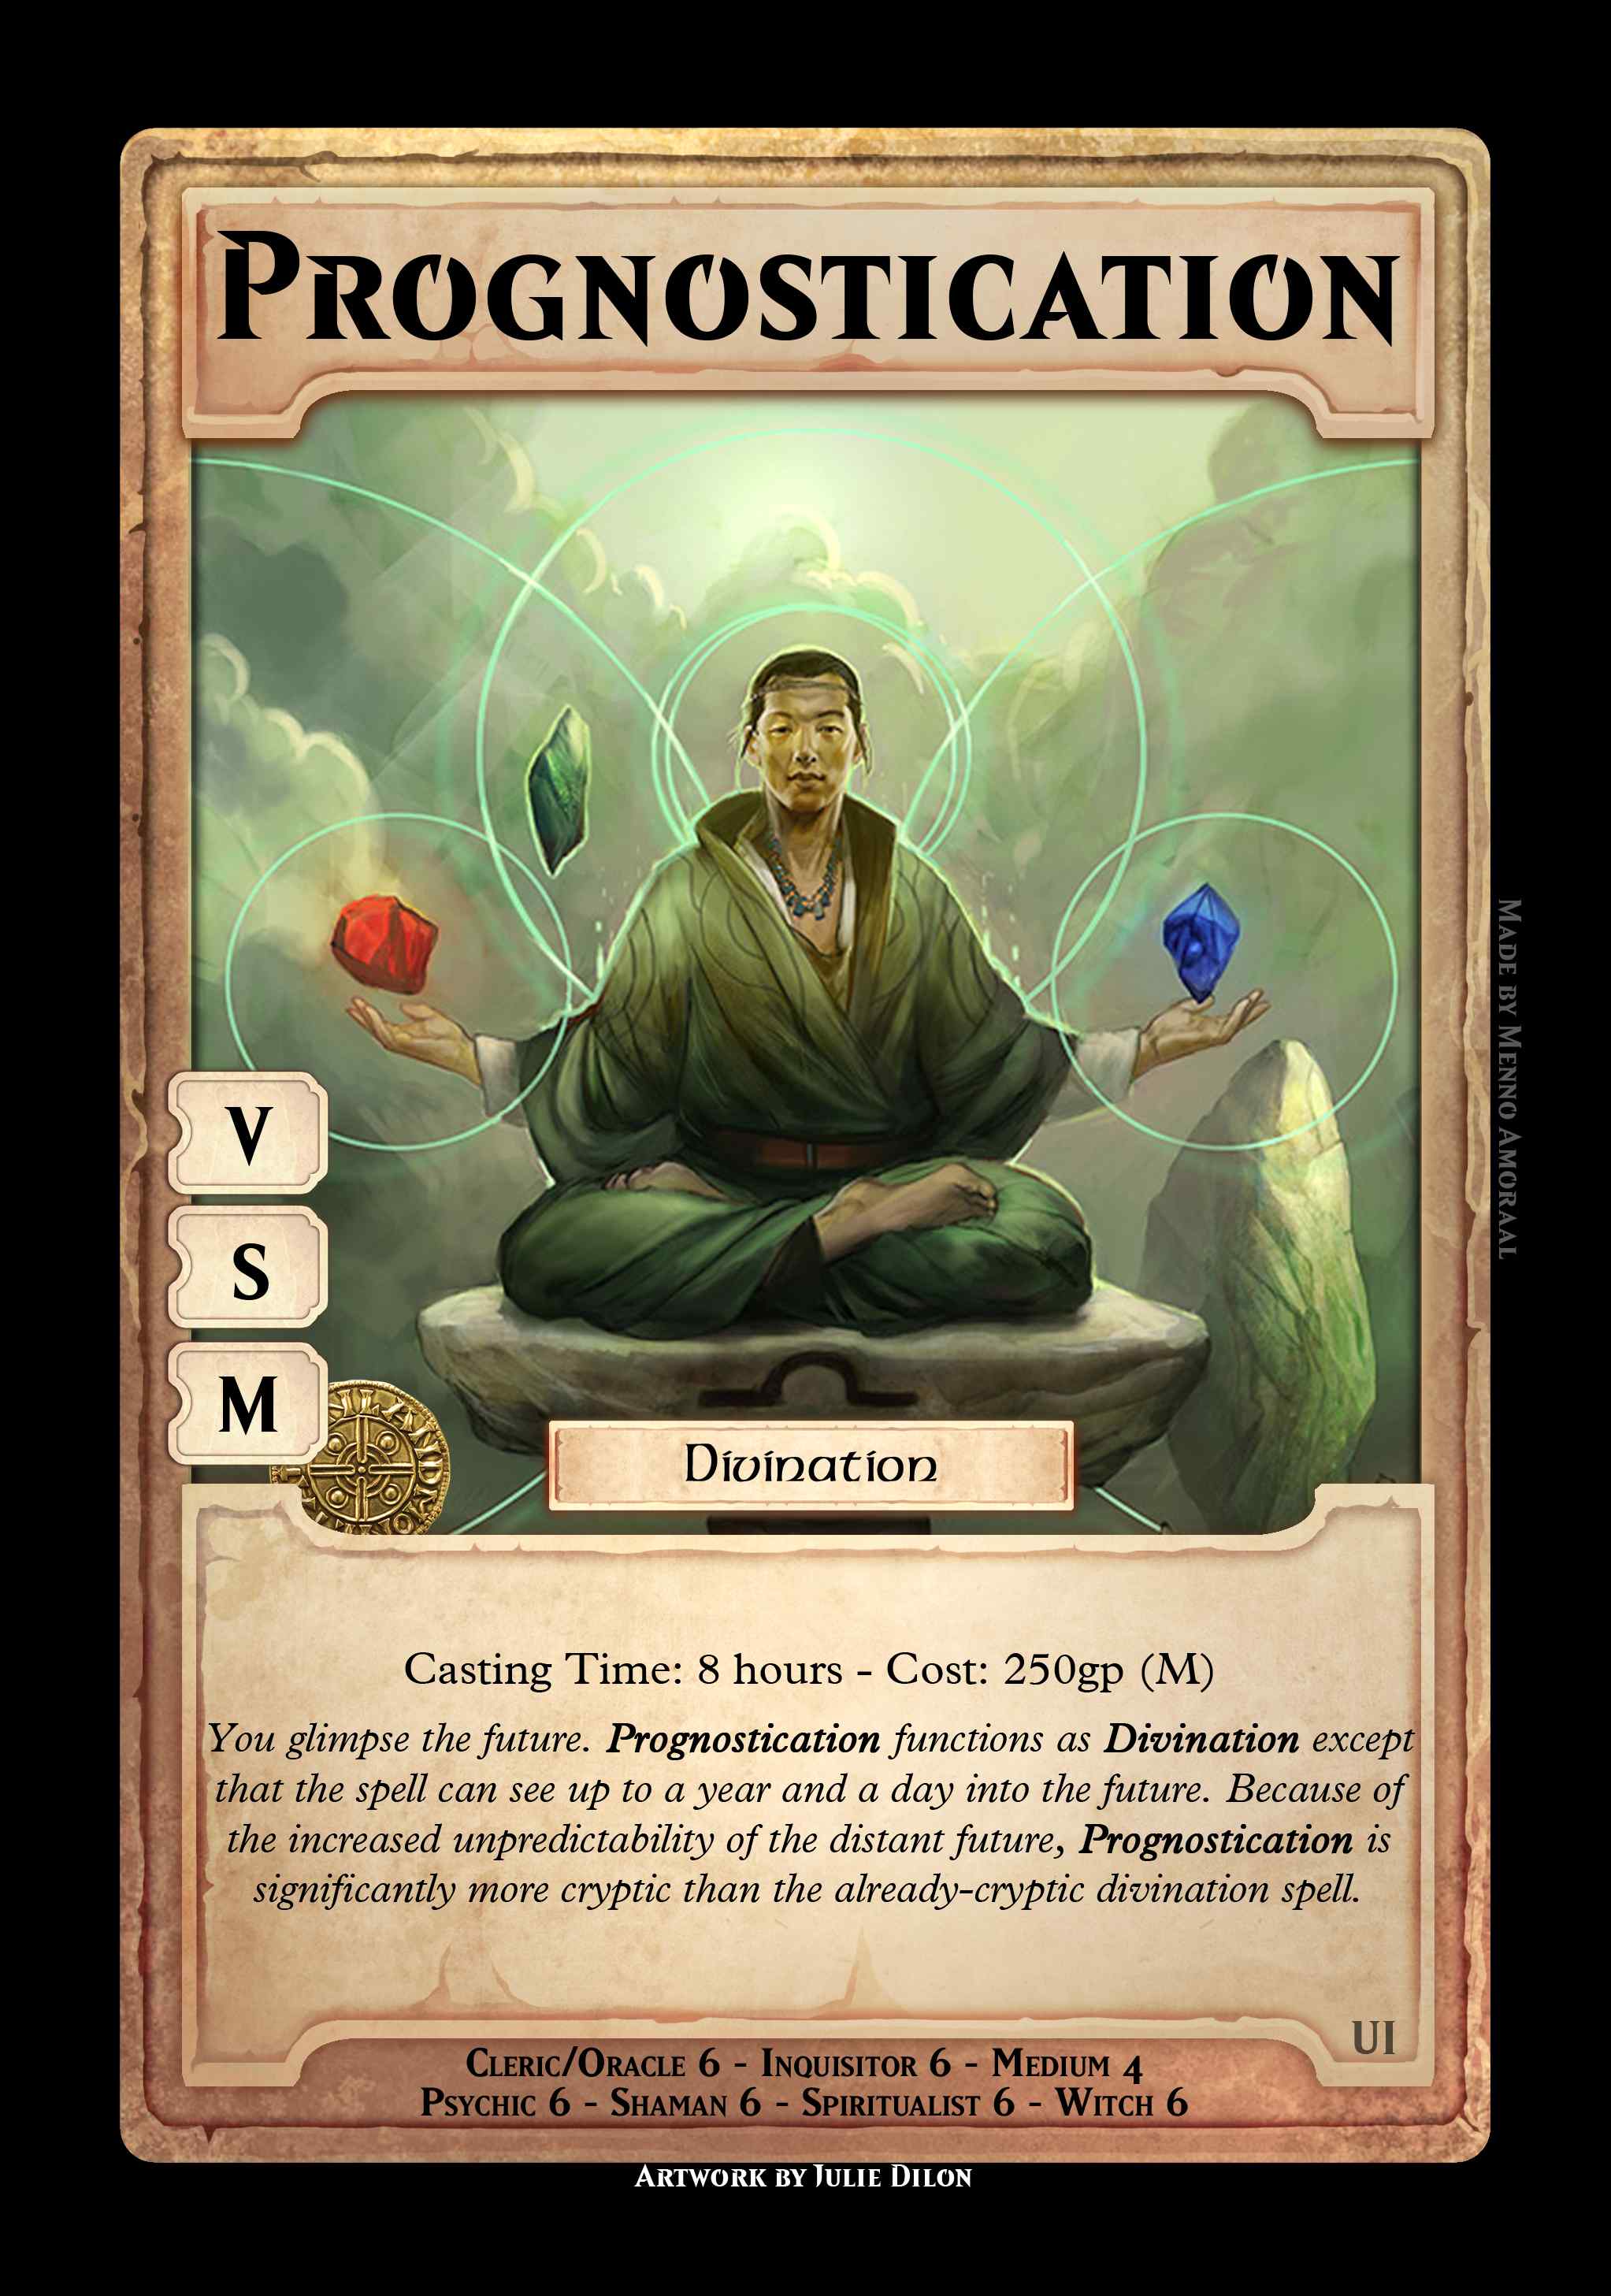 Prognostication
V
S
M
Divination
Casting Time: 8 hours - Cost: 250gp (M)
You glimpse the future. Prognostication functions as Divination except
that the spell can see up to a year and a day into the future. Because of
the increased unpredictability of the distant future, Prognostication is
significantly more cryptic than the already-cryptic divination spell.
UI
Cleric/Oracle 6 - Inquisitor 6 - Medium 4
Psychic 6 - Shaman 6 - Spiritualist 6 - Witch 6
Artwork by Julie Dilon
Made by Menno Amoraal